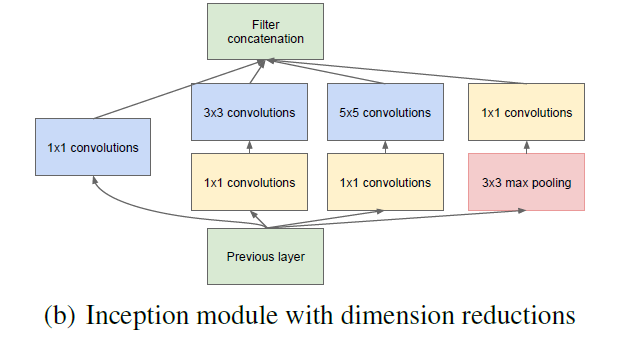 Filter
concatenation
3x3 convolutions
5x5 convolutions
1x1 convolutions
1x1 convolutions
1x1 convolutions
1x1 convolutions
3x3 max pooling
Previous layer
(b) Inception module with dimension reductions